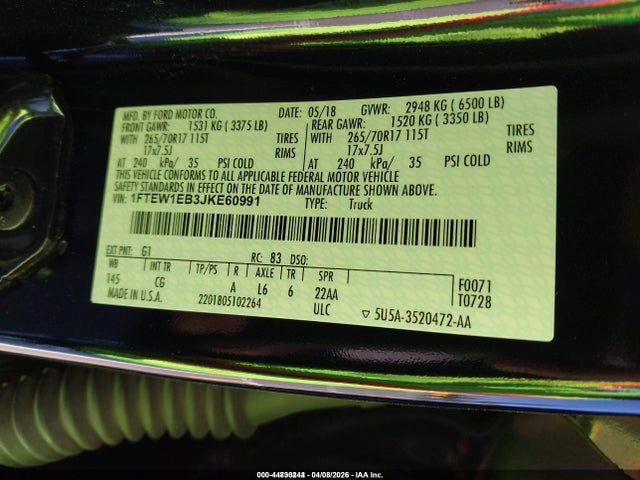 MFD. BY FORD MOTOR CO. DATE: 05/18 GVWR: 2948 KG ( 6500 LB)
FRONT GAWR: 1531 KG ( 3375 LB) REAR GAWR: 1520 KG ( 3350 LB)
WITH 265/70R17 115T TIRES WITH 265/70R17 115T TIRES
17x7.5J RIMS 17x7.5J RIMS
AT 240 kPa/ 35 PSI COLD AT 240 kPa/ 35 PSI COLD
THIS VEHICLE CONFORMS TO ALL APPLICABLE FEDERAL MOTOR VEHICLE
SAFETY STANDARDS IN EFFECT ON THE DATE OF MANUFACTURE SHOWN ABOVE.
VIN: 1FTEW1EB3JKE60991 TYPE: Truck
EXT PNT: G1 RC: 83 DSO:
WB INT TR TP/PS R AXLE TR SPR F0071
145 CG A L6 6 22AA T0728
MADE IN U.S.A. 2201805102264 ULC ▽ 5U5A-3520472-AA
04/08/2026 - IAA Inc.